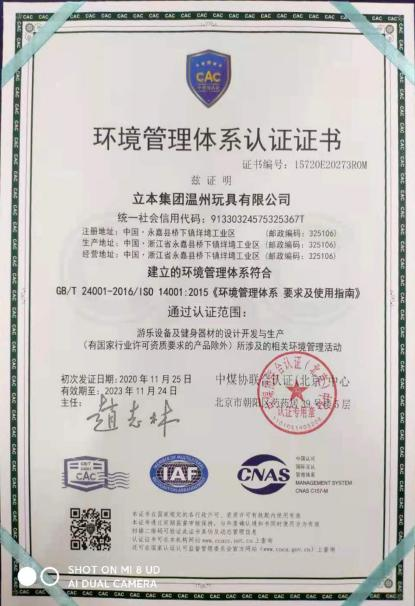 CAC
环境管理体系认证证书
证书编号：15720E20273R0M
兹 证 明
立本集团温州玩具有限公司
统一社会信用代码：91330324575325367T
注册地址：中国·永嘉县桥下镇垟塆工业区 （邮政编码：325106）
生产地址：中国·浙江省永嘉县桥下镇垟塆工业区 （邮政编码：325106）
经营地址：中国·浙江省永嘉县桥下镇垟塆工业区 （邮政编码：325106）
建立的环境管理体系符合
GB/T 24001-2016/ISO 14001:2015《环境管理体系 要求及使用指南》
通过认证范围：
游乐设备及健身器材的设计开发与生产
（有国家行业许可资质要求的产品除外）所涉及的相关环境管理活动
初次发证日期：2020 年 11 月 25 日
有效期至：2023 年 11 月 24 日
主任：
中煤协联合认证（北京）中心
北京市朝阳区
认证专用章
CAC
IAF
CNAS
中国认可
国际互认
管理体系
MANAGEMENT SYSTEM
CNAS C157-M
SHOT ON MI 8 UD
AI DUAL CAMERA